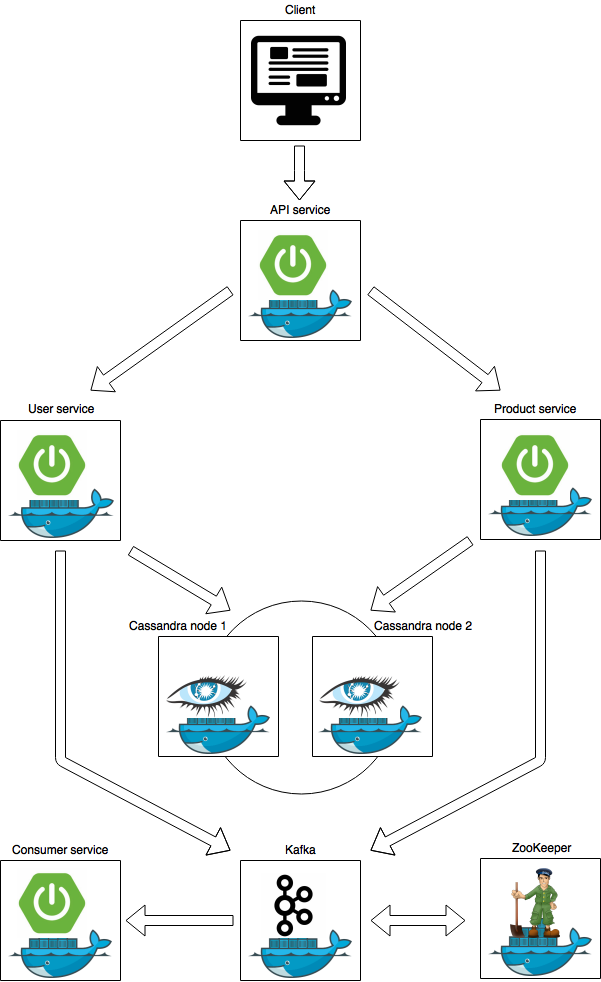 Client
API service
User service
Product service
Cassandra node 1
Cassandra node 2
Consumer service
Kafka
ZooKeeper